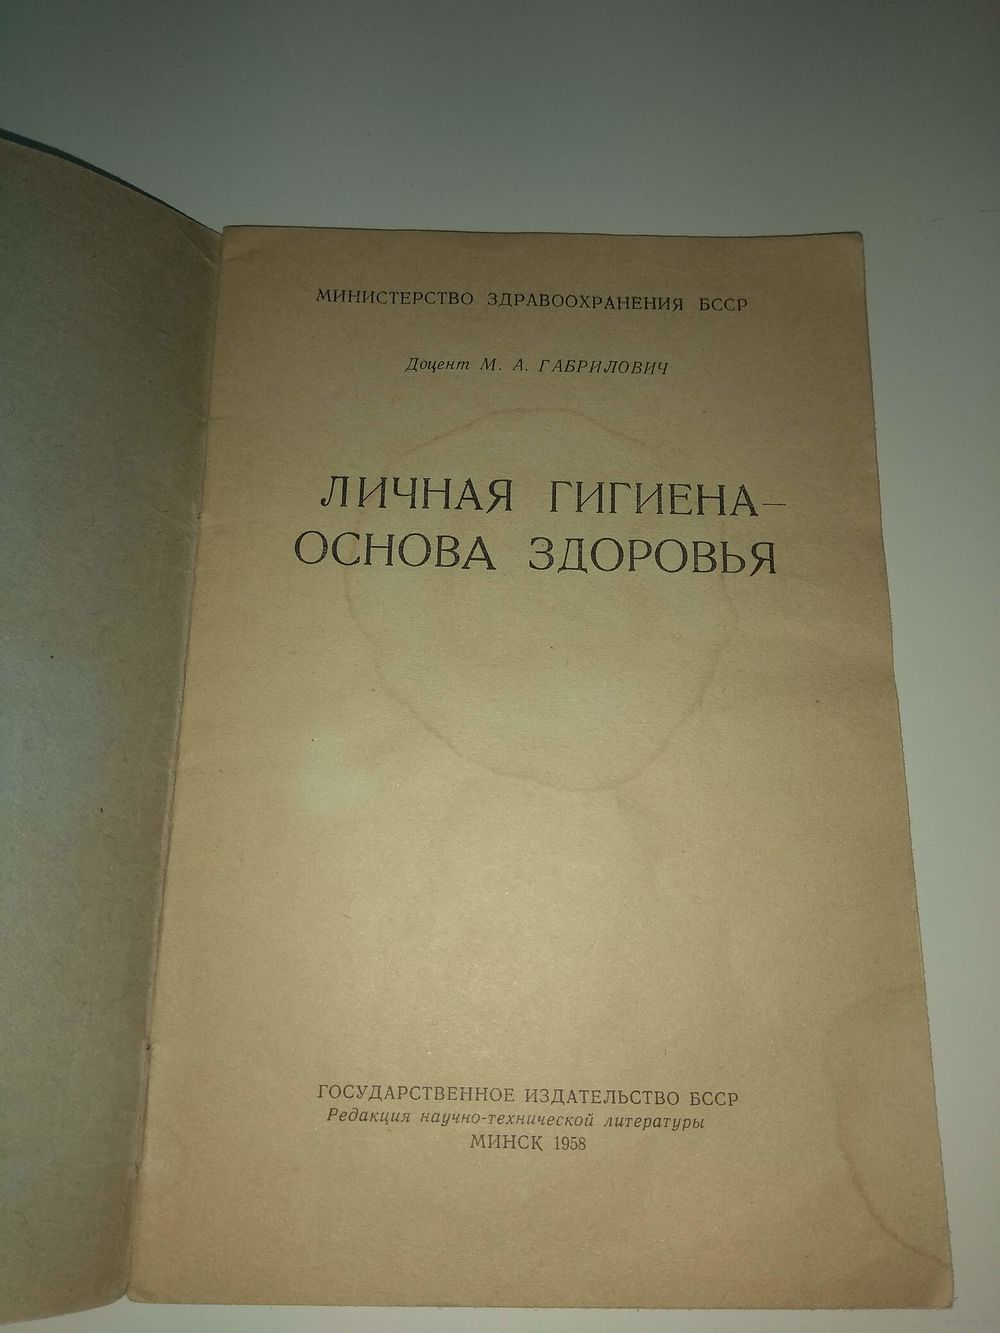 МИНИСТЕРСТВО ЗДРАВООХРАНЕНИЯ БССР
Доцент М. А. ГАБРИЛОВИЧ
ЛИЧНАЯ ГИГИЕНА—
ОСНОВА ЗДОРОВЬЯ
ГОСУДАРСТВЕННОЕ ИЗДАТЕЛЬСТВО БССР
Редакция научно-технической литературы
МИНСК 1958